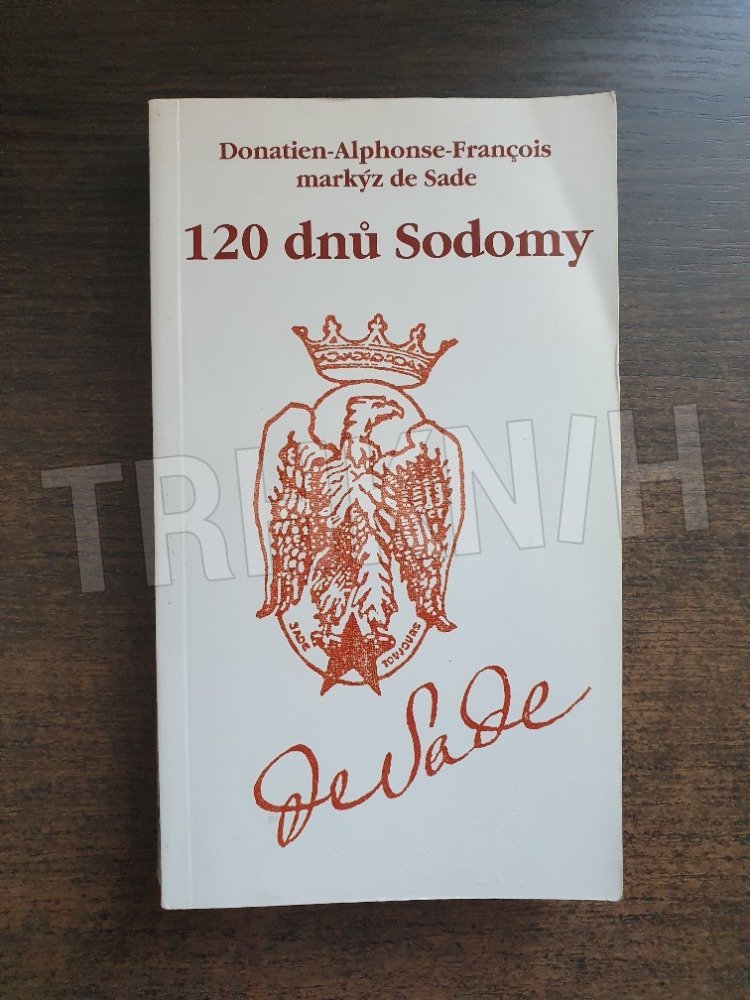 Donatien-Alphonse-François
markýz de Sade
120 dnů Sodomy
SADE
TOUJOURS
de Sade